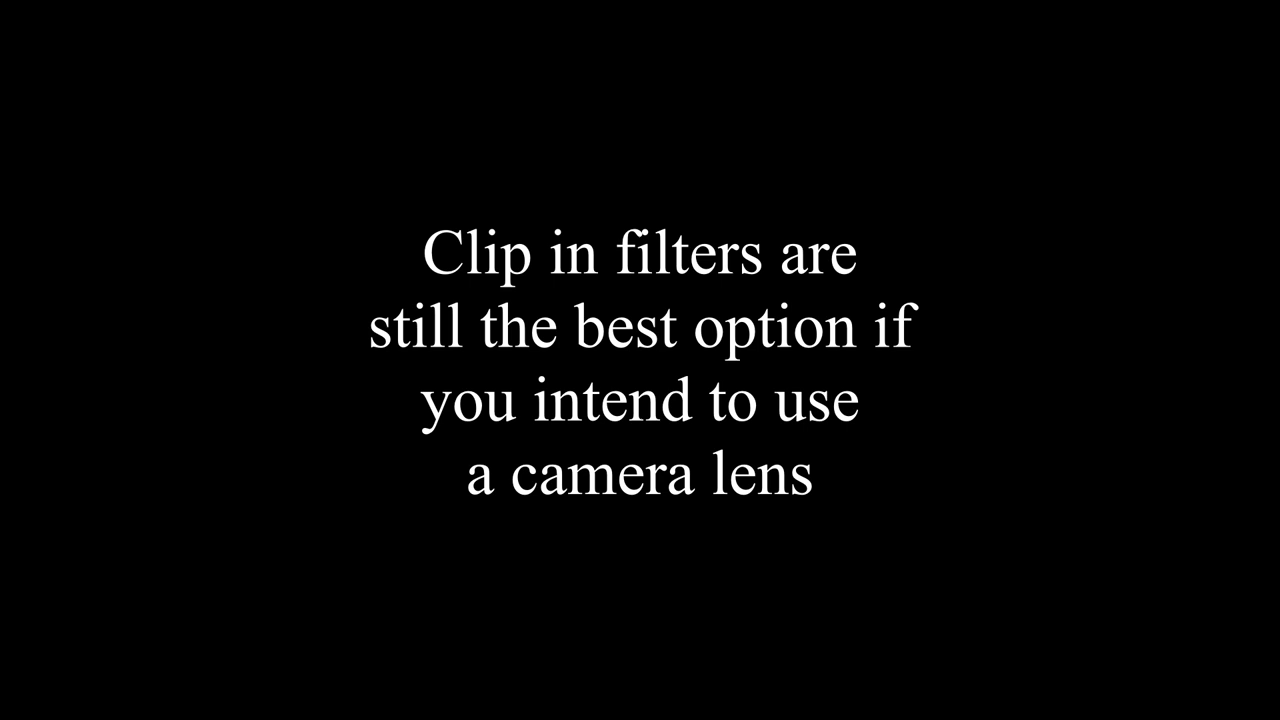 Clip in filters are
still the best option if
you intend to use
a camera lens